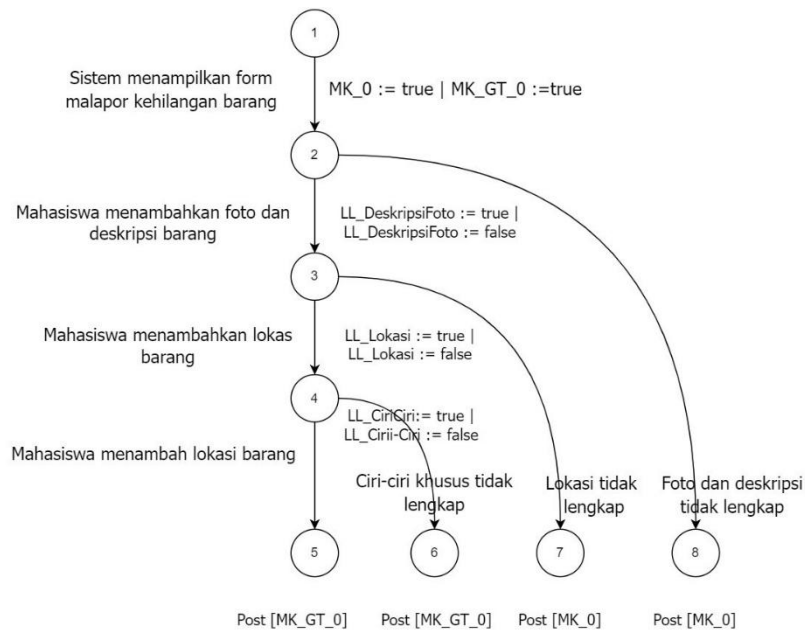 1
Sistem menampilkan form
malapor kehilangan barang
MK_0 := true | MK_GT_0 :=true
2
Mahasiswa menambahkan foto dan
deskripsi barang
LL_DeskripsiFoto := true |
LL_DeskripsiFoto := false
3
Mahasiswa menambahkan lokas
barang
LL_Lokasi := true |
LL_Lokasi := false
4
LL_CiriCiri:= true |
LL_Cirii-Ciri := false
Mahasiswa menambah lokasi barang
Ciri-ciri khusus tidak
lengkap
Lokasi tidak
lengkap
Foto dan deskripsi
tidak lengkap
5
6
7
8
Post [MK_GT_0]
Post [MK_GT_0]
Post [MK_0]
Post [MK_0]